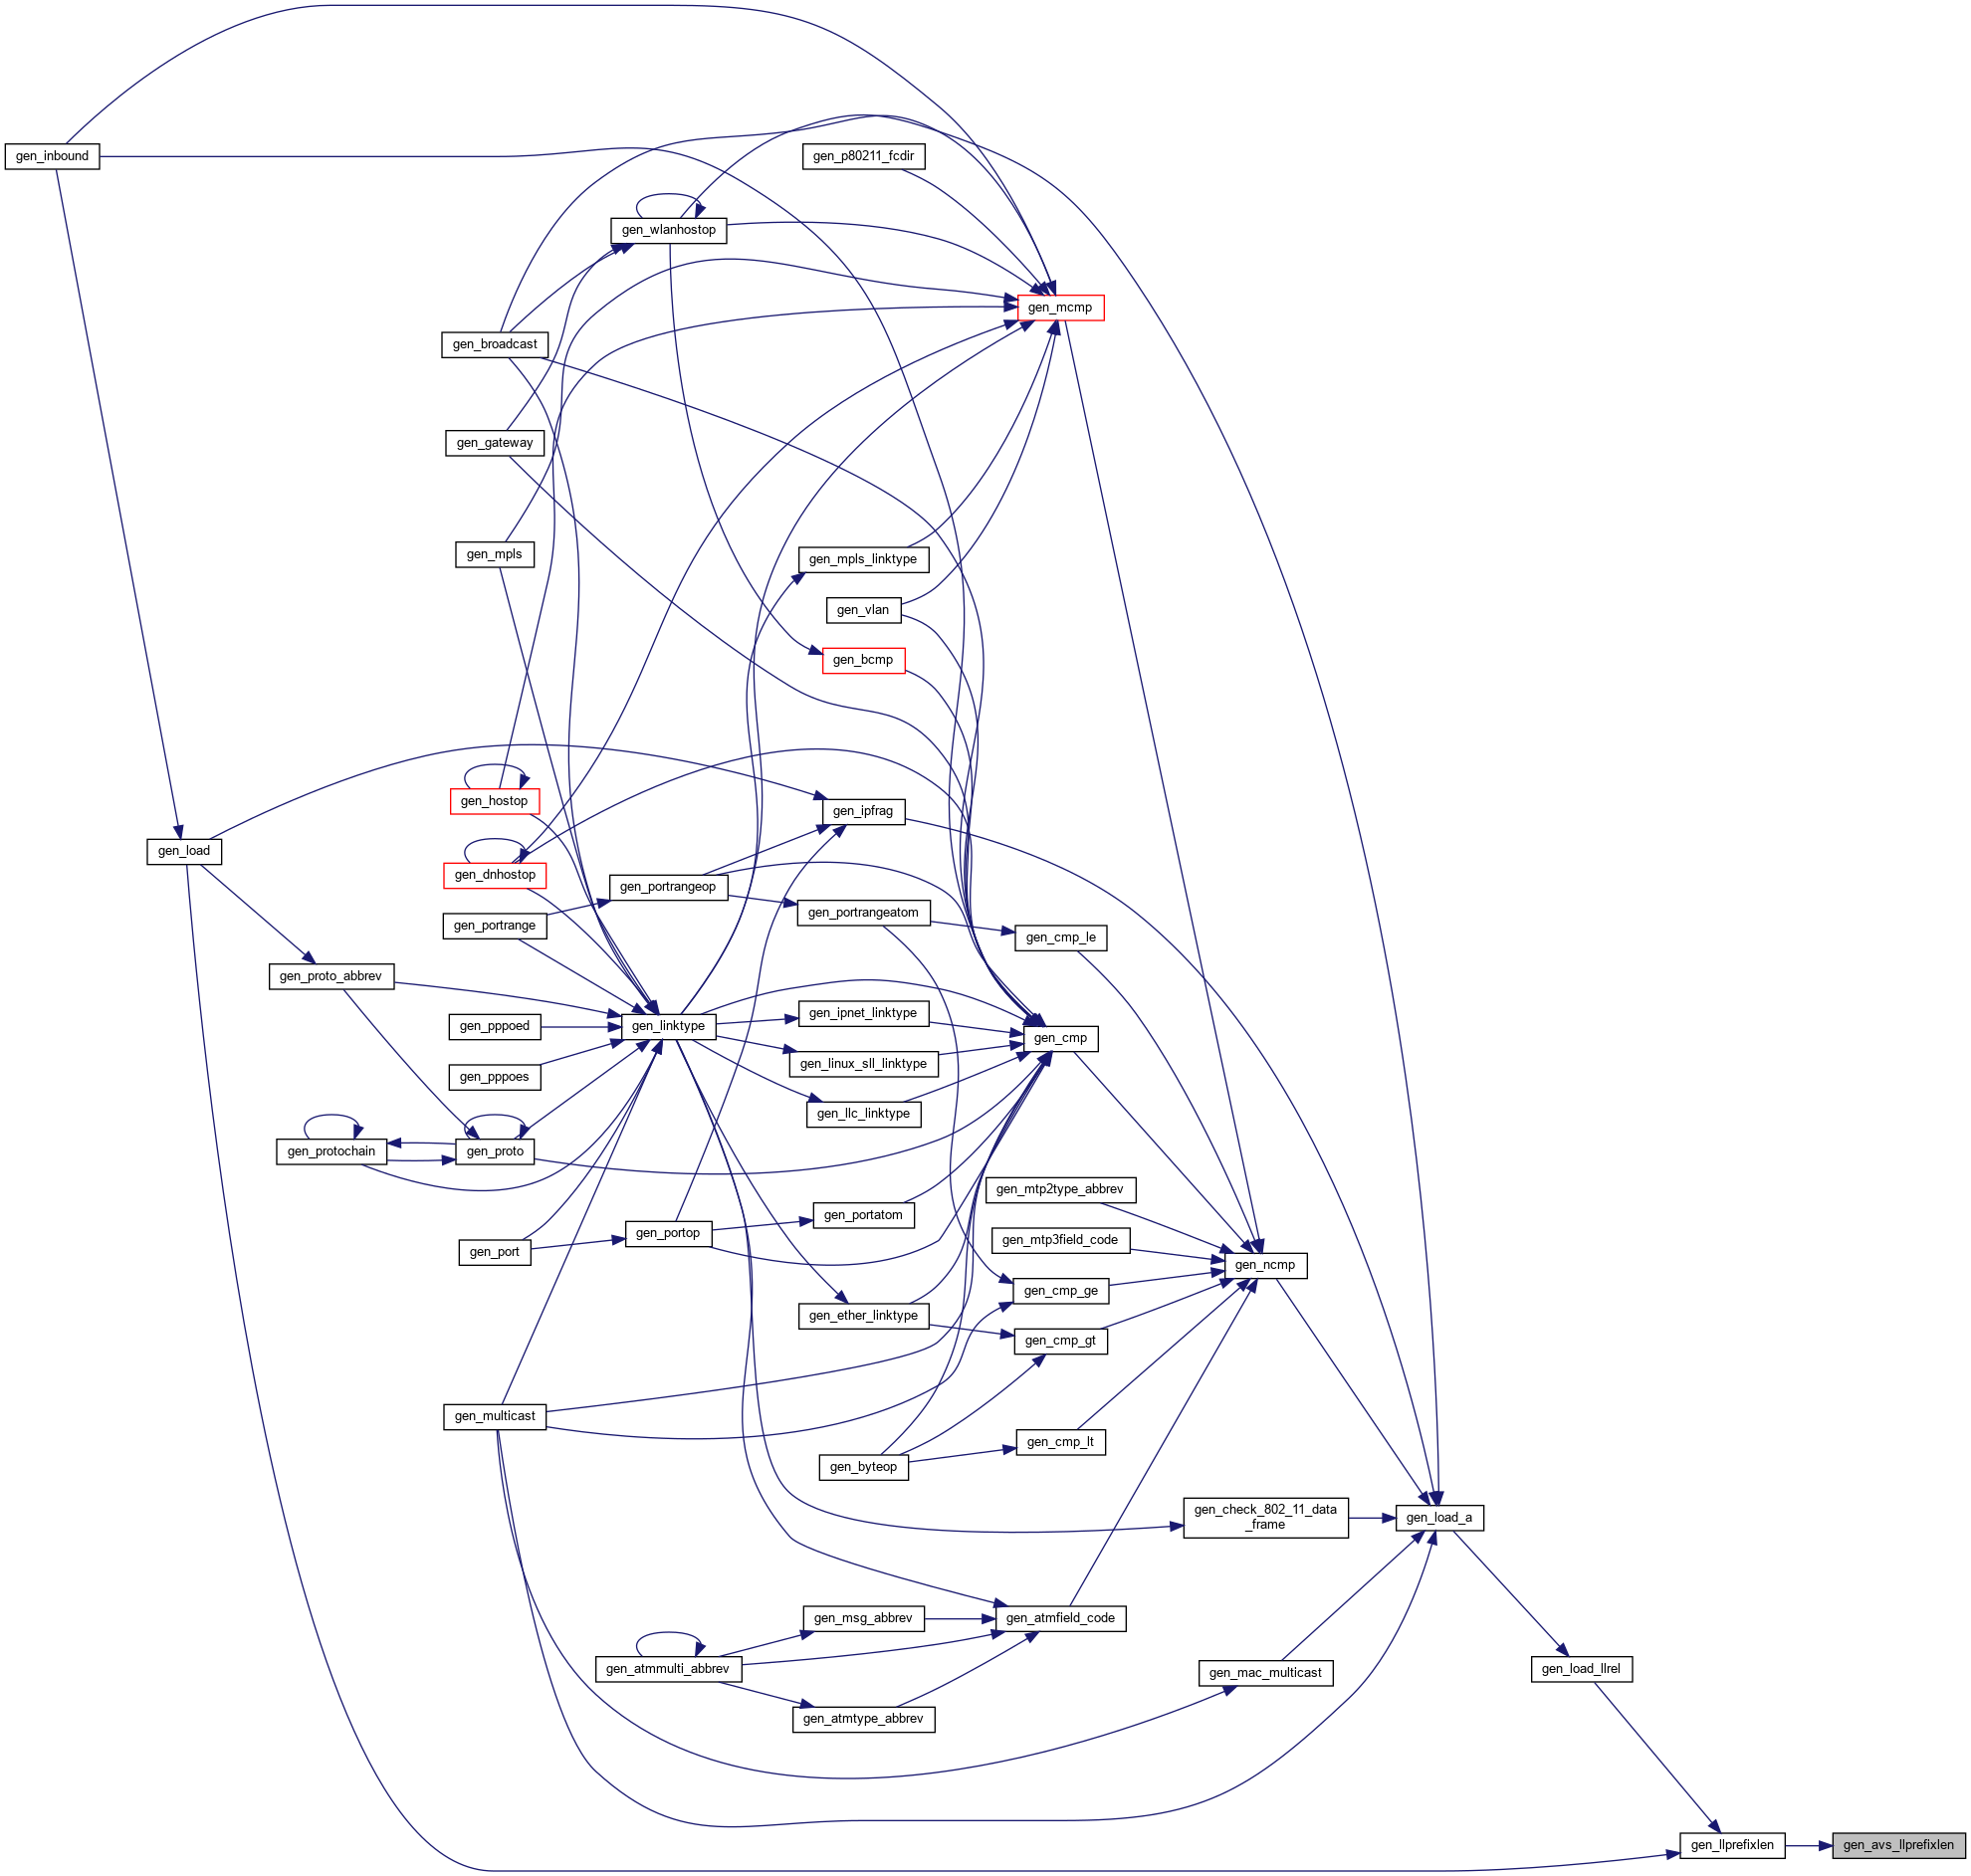 gen_inbound
gen_p80211_fcdir
gen_wlanhostop
gen_mcmp
gen_broadcast
gen_gateway
gen_mpls
gen_mpls_linktype
gen_vlan
gen_bcmp
gen_hostop
gen_ipfrag
gen_load
gen_dnhostop
gen_portrangeop
gen_portrangeatom
gen_portrange
gen_cmp_le
gen_proto_abbrev
gen_pppoed
gen_linktype
gen_ipnet_linktype
gen_cmp
gen_linux_sll_linktype
gen_pppoes
gen_llc_linktype
gen_protochain
gen_proto
gen_mtp2type_abbrev
gen_portatom
gen_portop
gen_mtp3field_code
gen_port
gen_ncmp
gen_cmp_ge
gen_ether_linktype
gen_cmp_gt
gen_multicast
gen_cmp_lt
gen_byteop
gen_check_802_11_data
_frame
gen_load_a
gen_msg_abbrev
gen_atmfield_code
gen_atmmulti_abbrev
gen_mac_multicast
gen_load_llrel
gen_atmtype_abbrev
gen_llprefixlen
gen_avs_llprefixlen